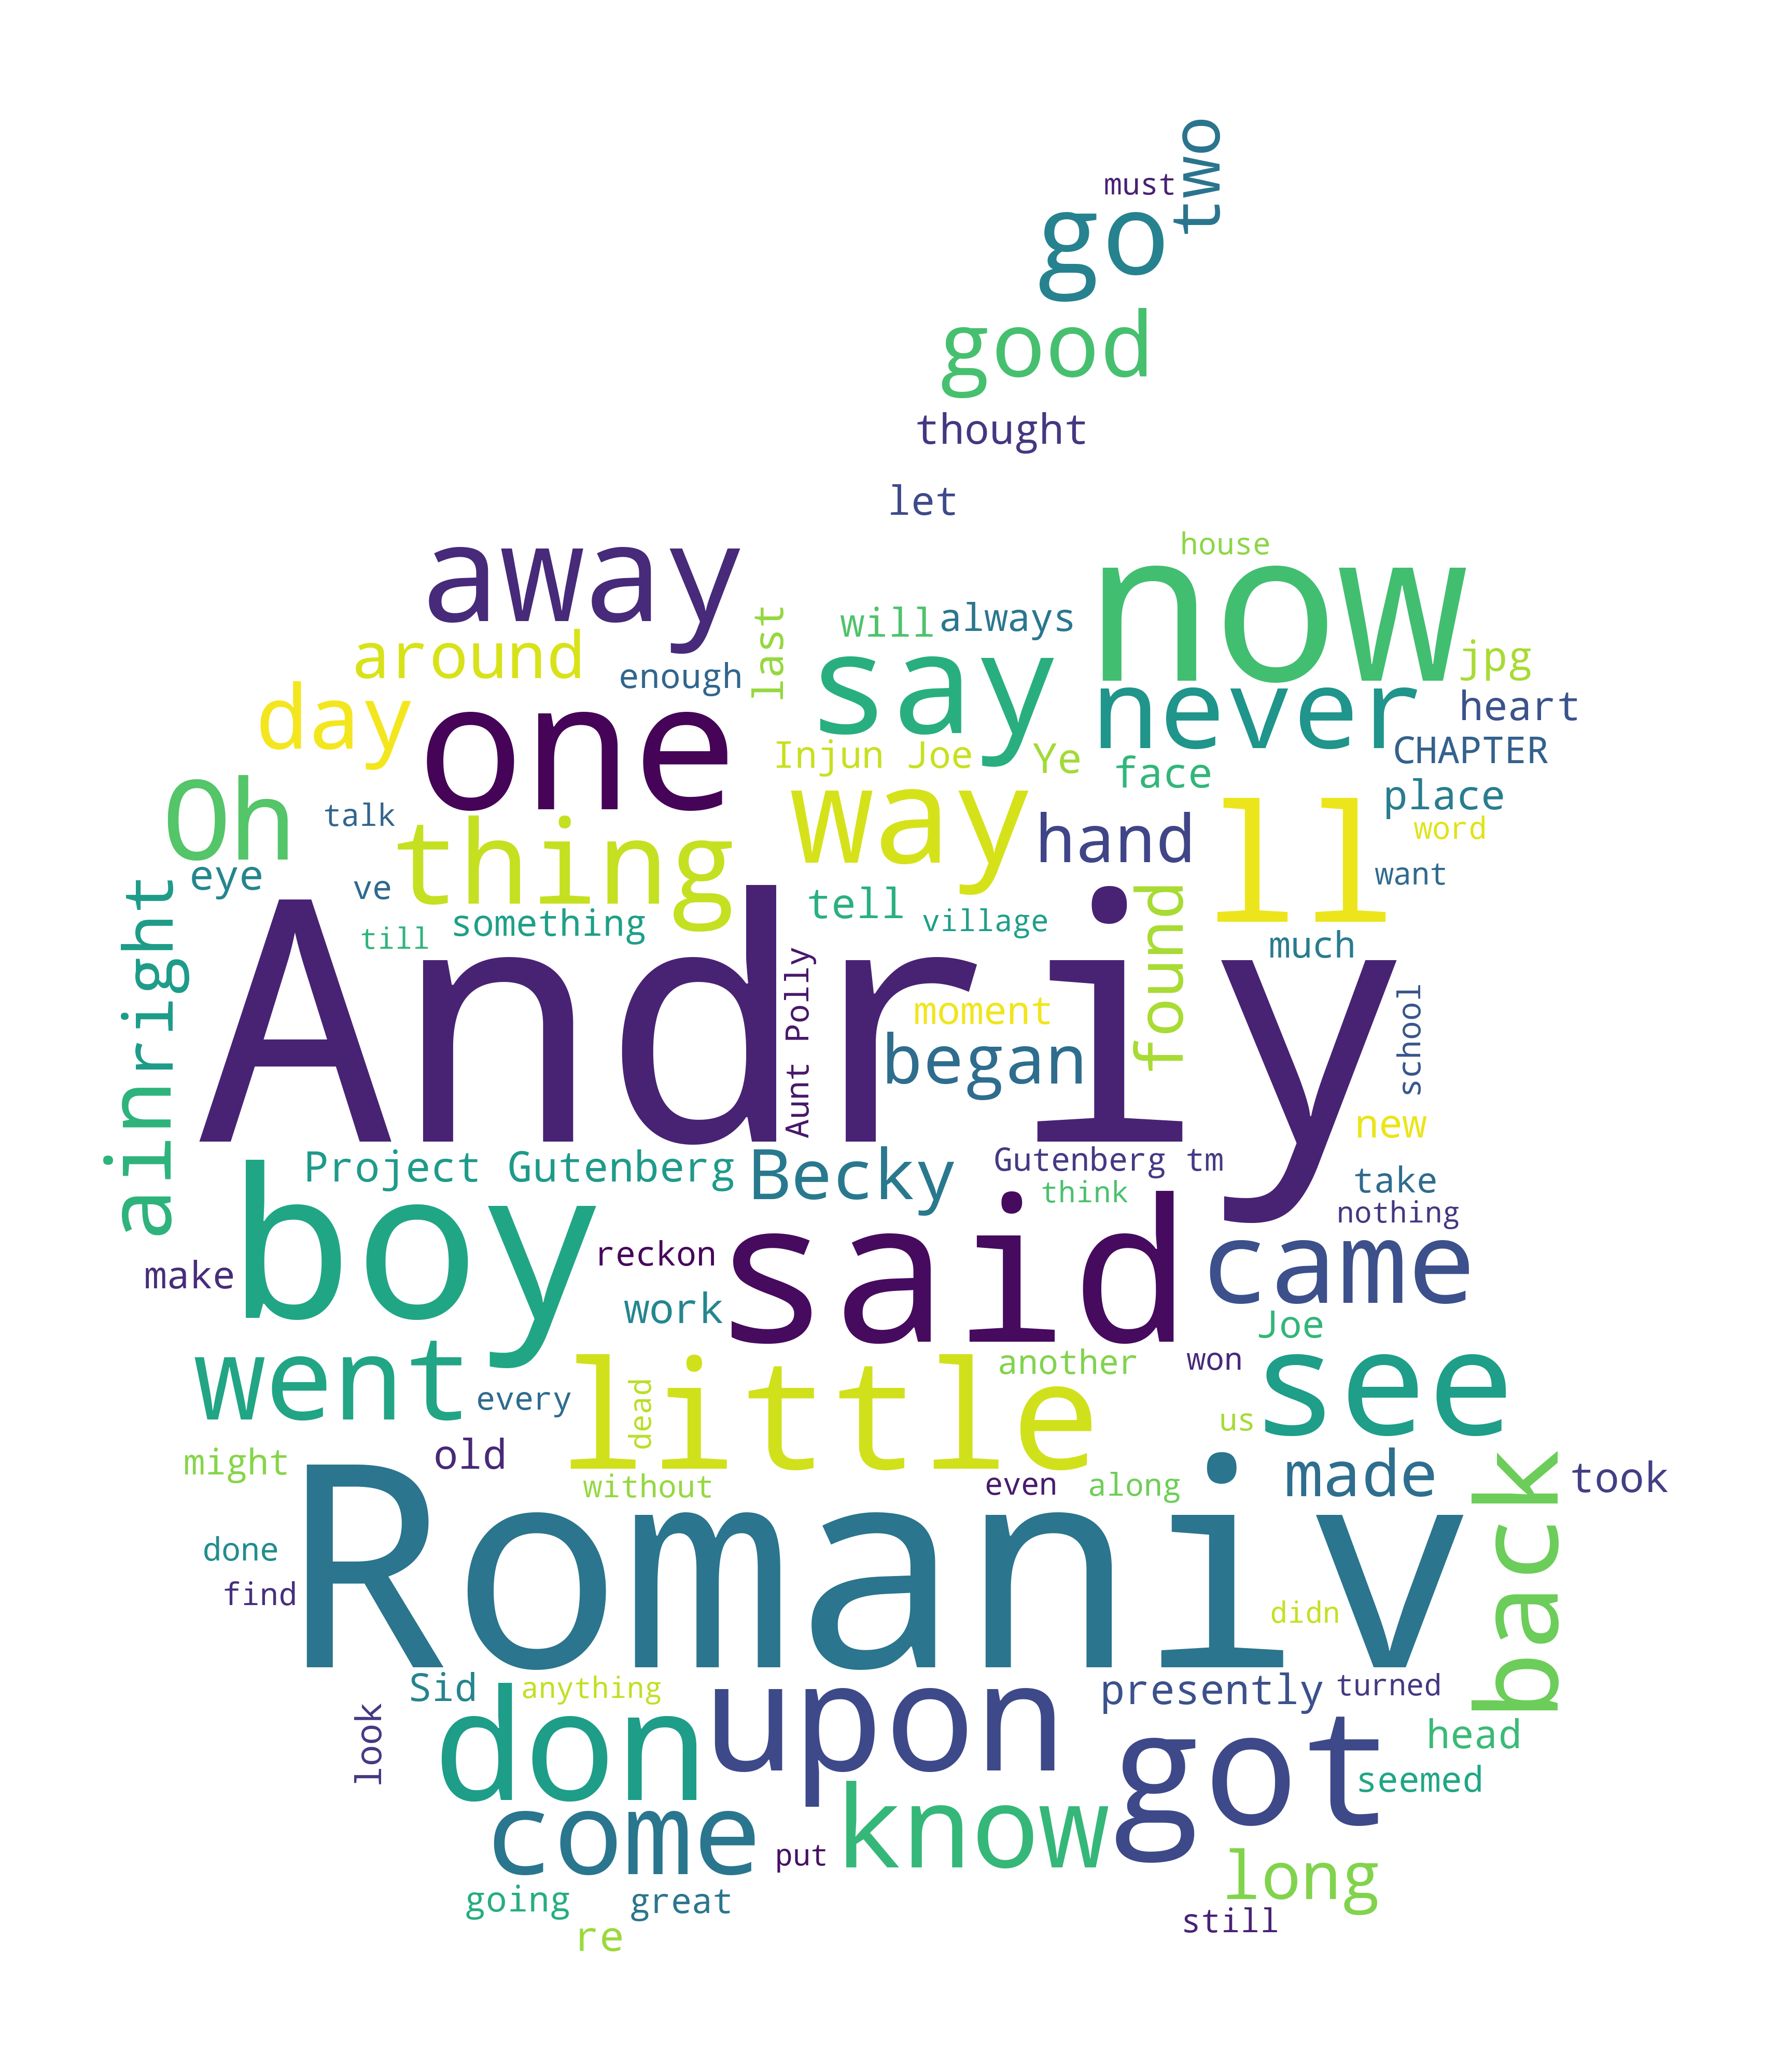 two
must
go
good
thought
let
house
away
now
will
always
last
around
say
jpg
enough
never
day
one
heart
Injun Joe
Ye
CHAPTER
face
place
Oh
way
talk
thing
hand
ll
word
eye
ve
want
tell
found
ainright
something
village
till
much
Andriy
Aunt Polly
moment
school
began
new
Project Gutenberg
Becky
Gutenberg tm
think
take
nothing
boy
reckon
said
came
make
work
Joe
went
little
another
won
see
every
dead
us
might
old
made
back
took
without
even
along
Romaniv
done
find
didn
Sid
anything
upon
presently
turned
look
don
got
head
seemed
come
know
put
long
going
great
still
re